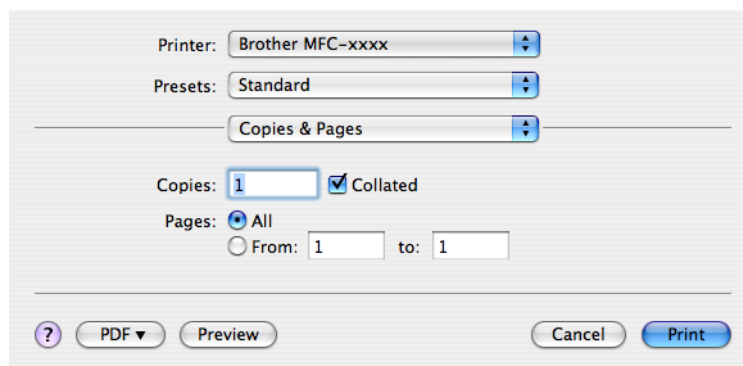 Printer: Brother MFC-xxxx
Presets: Standard
Copies & Pages
Copies: 1 Collated
Pages: All
From: 1 to: 1
? PDF▼ Preview Cancel Print